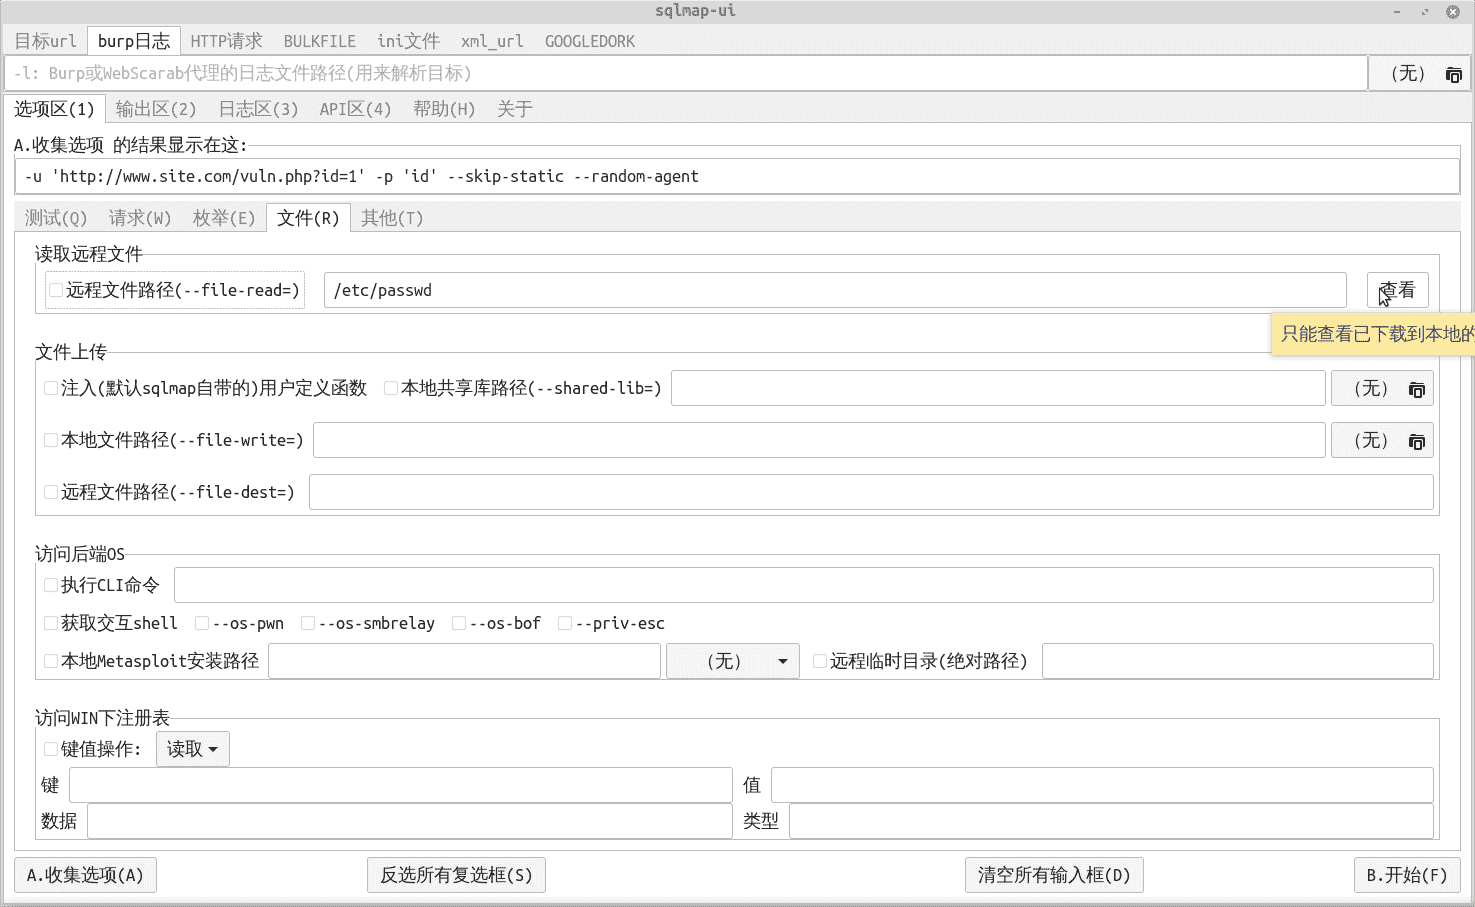 sqlmap-ui
目标url burp日志 HTTP请求 BULKFILE ini文件 xml_url GOOGLEDORK
-l: Burp或WebScarab代理的日志文件路径(用来解析目标) (无)
选项区(1) 输出区(2) 日志区(3) API区(4) 帮助(H) 关于
A.收集选项 的结果显示在这:
-u 'http://www.site.com/vuln.php?id=1' -p 'id' --skip-static --random-agent
测试(Q) 请求(W) 枚举(E) 文件(R) 其他(T)
读取远程文件
远程文件路径(--file-read=) /etc/passwd 查看
只能查看已下载到本地的
文件上传
注入(默认sqlmap自带的)用户定义函数 本地共享库路径(--shared-lib=) (无)
本地文件路径(--file-write=) (无)
远程文件路径(--file-dest=)
访问后端OS
执行CLI命令
获取交互shell --os-pwn --os-smbrelay --os-bof --priv-esc
本地Metasploit安装路径 (无) 远程临时目录(绝对路径)
访问WIN下注册表
键值操作: 读取
键 值
数据 类型
A.收集选项(A) 反选所有复选框(S) 清空所有输入框(D) B.开始(F)